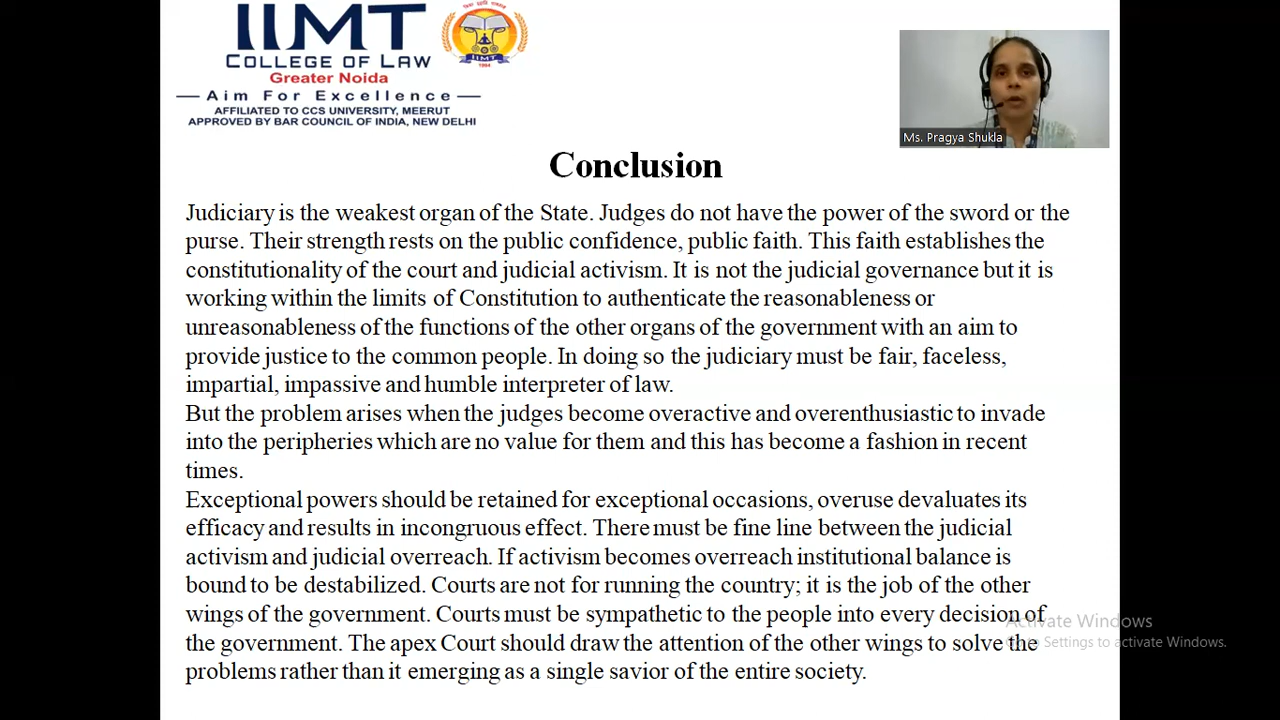 IIMT
COLLEGE OF LAW
Greater Noida
Aim For Excellence
AFFILIATED TO CCS UNIVERSITY, MEERUT
APPROVED BY BAR COUNCIL OF INDIA, NEW DELHI
IIMT
1994
Ms. Pragya Shukla
Conclusion
Judiciary is the weakest organ of the State. Judges do not have the power of the sword or the
purse. Their strength rests on the public confidence, public faith. This faith establishes the
constitutionality of the court and judicial activism. It is not the judicial governance but it is
working within the limits of Constitution to authenticate the reasonableness or
unreasonableness of the functions of the other organs of the government with an aim to
provide justice to the common people. In doing so the judiciary must be fair, faceless,
impartial, impassive and humble interpreter of law.
But the problem arises when the judges become overactive and overenthusiastic to invade
into the peripheries which are no value for them and this has become a fashion in recent
times.
Exceptional powers should be retained for exceptional occasions, overuse devaluates its
efficacy and results in incongruous effect. There must be fine line between the judicial
activism and judicial overreach. If activism becomes overreach institutional balance is
bound to be destabilized. Courts are not for running the country; it is the job of the other
wings of the government. Courts must be sympathetic to the people into every decision of
the government. The apex Court should draw the attention of the other wings to solve the
problems rather than it emerging as a single savior of the entire society.
Activate Windows
Go to Settings to activate Windows.